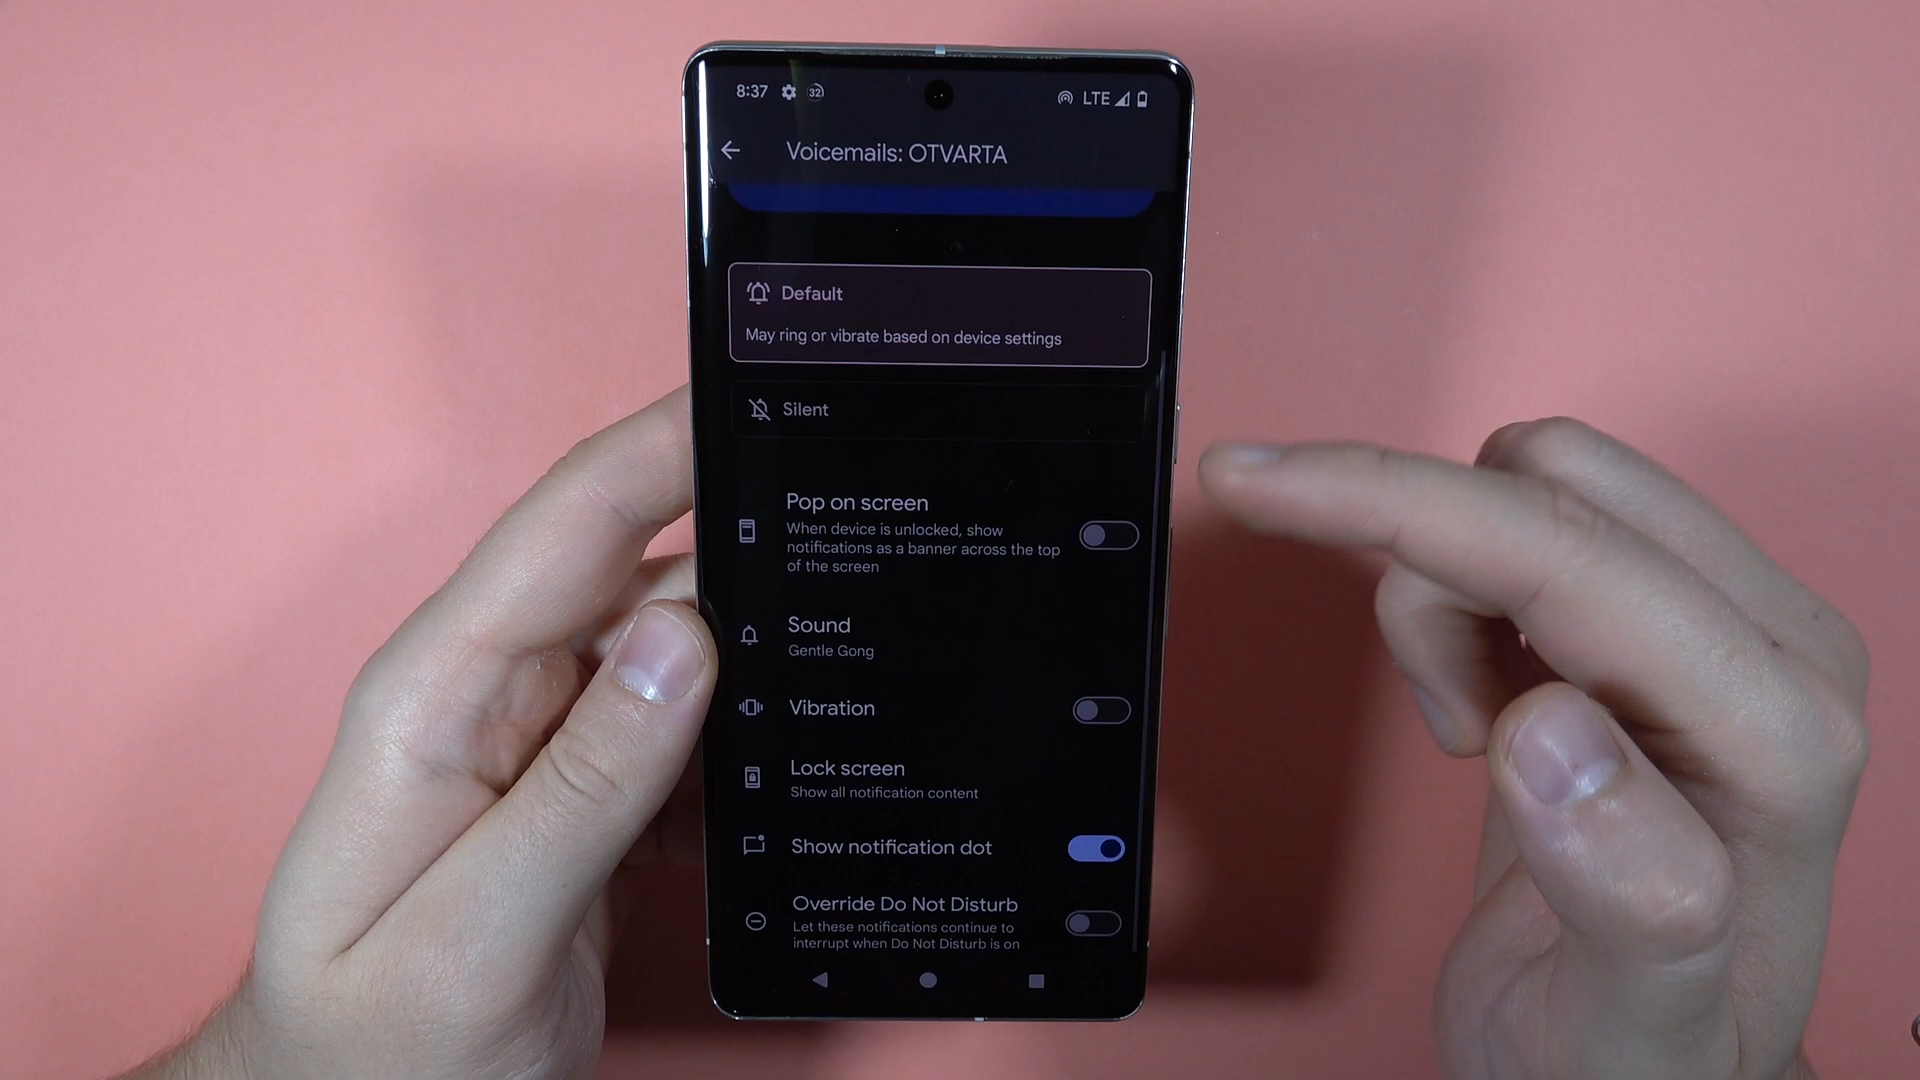 8:37 32 LTE
Voicemails: OTVARTA
Default
May ring or vibrate based on device settings
Silent
Pop on screen
When device is unlocked, show
notifications as a banner across the top
of the screen
Sound
Gentle Gong
Vibration
Lock screen
Show all notification content
Show notification dot
Override Do Not Disturb
Let these notifications continue to
interrupt when Do Not Disturb is on